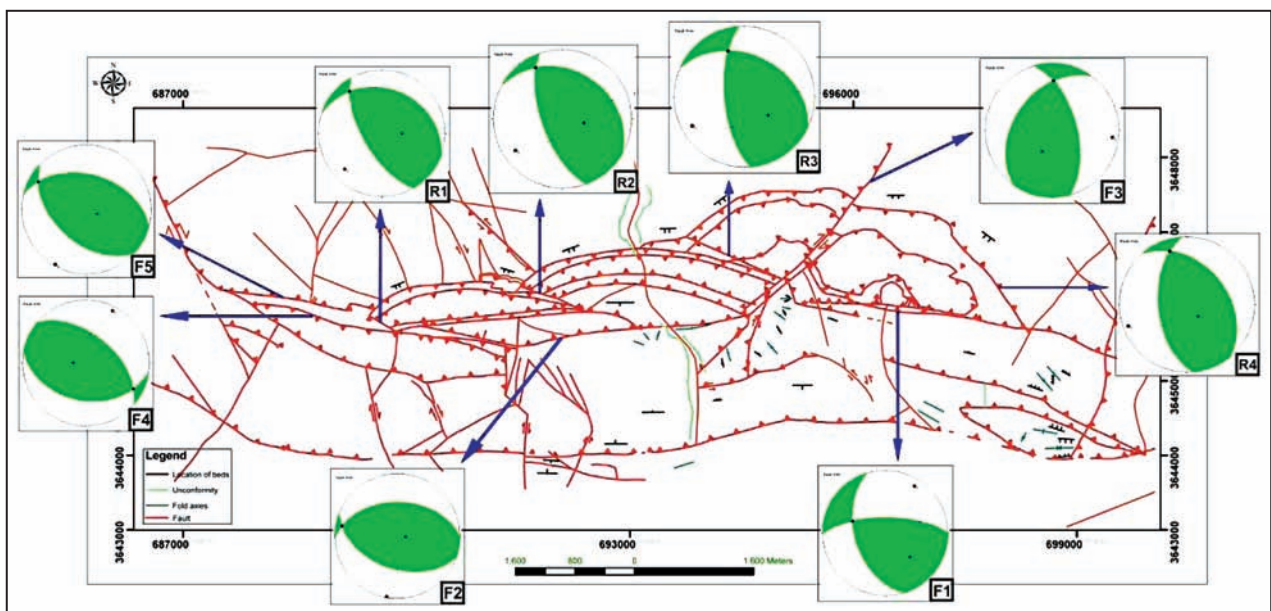 N
W
S
687000
696000
R1
R2
R3
F3
F5
F4
R4
3648000
3645000
3644000
3643000
3644000
3643000
Legend
Location of beds
Unconformity
Fold axes
Fault
687000
693000
699000
1,600
800
0
1,600 Meters
F2
F1